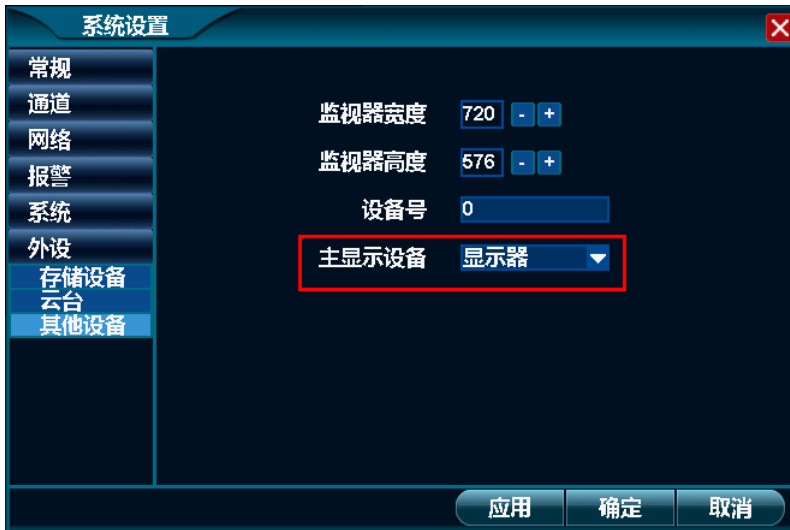 系统设置
常规
通道
网络
报警
系统
外设
存储设备
云台
其他设备
监视器宽度 720 - +
监视器高度 576 - +
设备号 0
主显示设备 显示器
应用 确定 取消